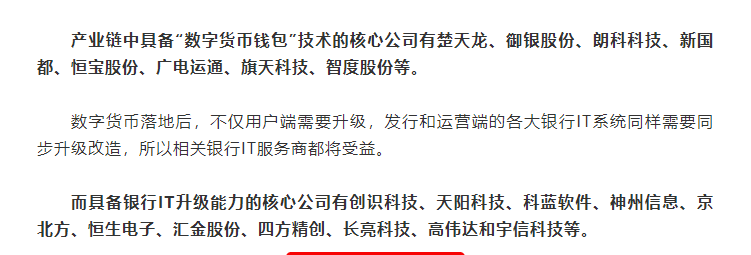 产业链中具备“数字货币钱包”技术的核心公司有楚天龙、御银股份、朗科科技、新国
都、恒宝股份、广电运通、旗天科技、智度股份等。
数字货币落地后，不仅用户端需要升级，发行和运营端的各大银行IT系统同样需要同
步升级改造，所以相关银行IT服务商都将受益。
而具备银行IT升级能力的核心公司有创识科技、天阳科技、科蓝软件、神州信息、京
北方、恒生电子、汇金股份、四方精创、长亮科技、高伟达和宇信科技等。